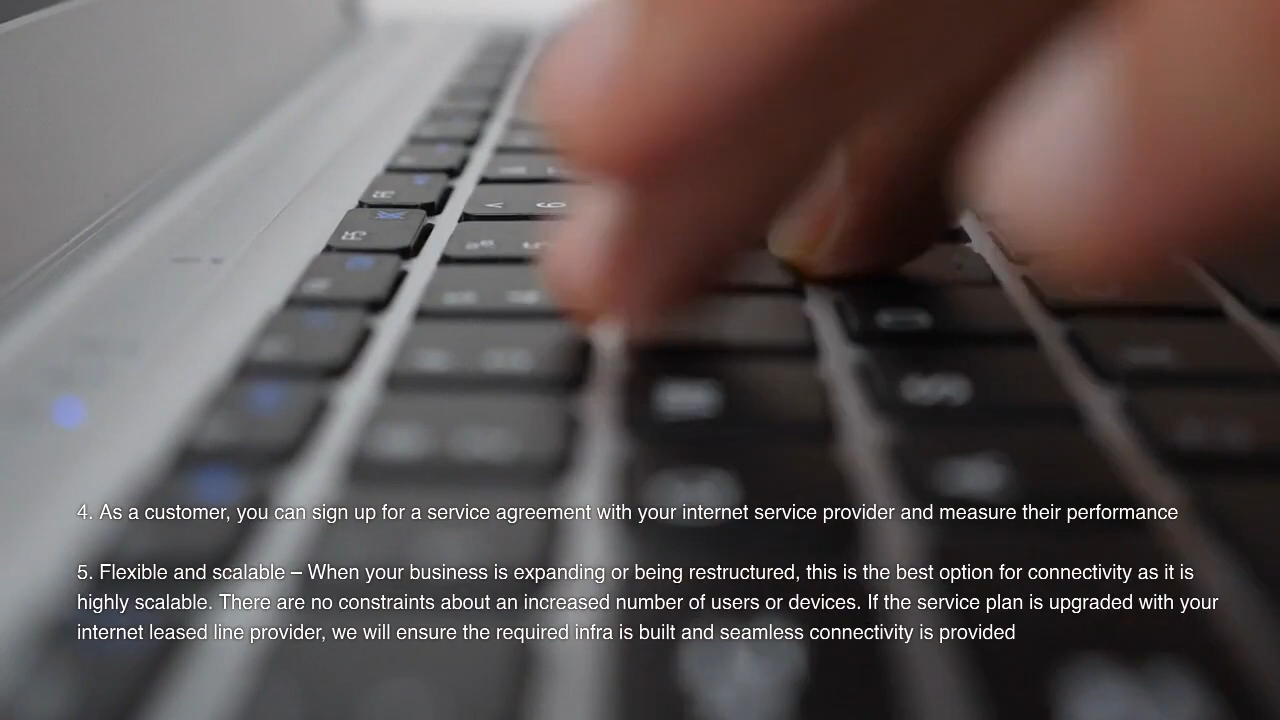 4. As a customer, you can sign up for a service agreement with your internet service provider and measure their performance
5. Flexible and scalable – When your business is expanding or being restructured, this is the best option for connectivity as it is
highly scalable. There are no constraints about an increased number of users or devices. If the service plan is upgraded with your
internet leased line provider, we will ensure the required infra is built and seamless connectivity is provided